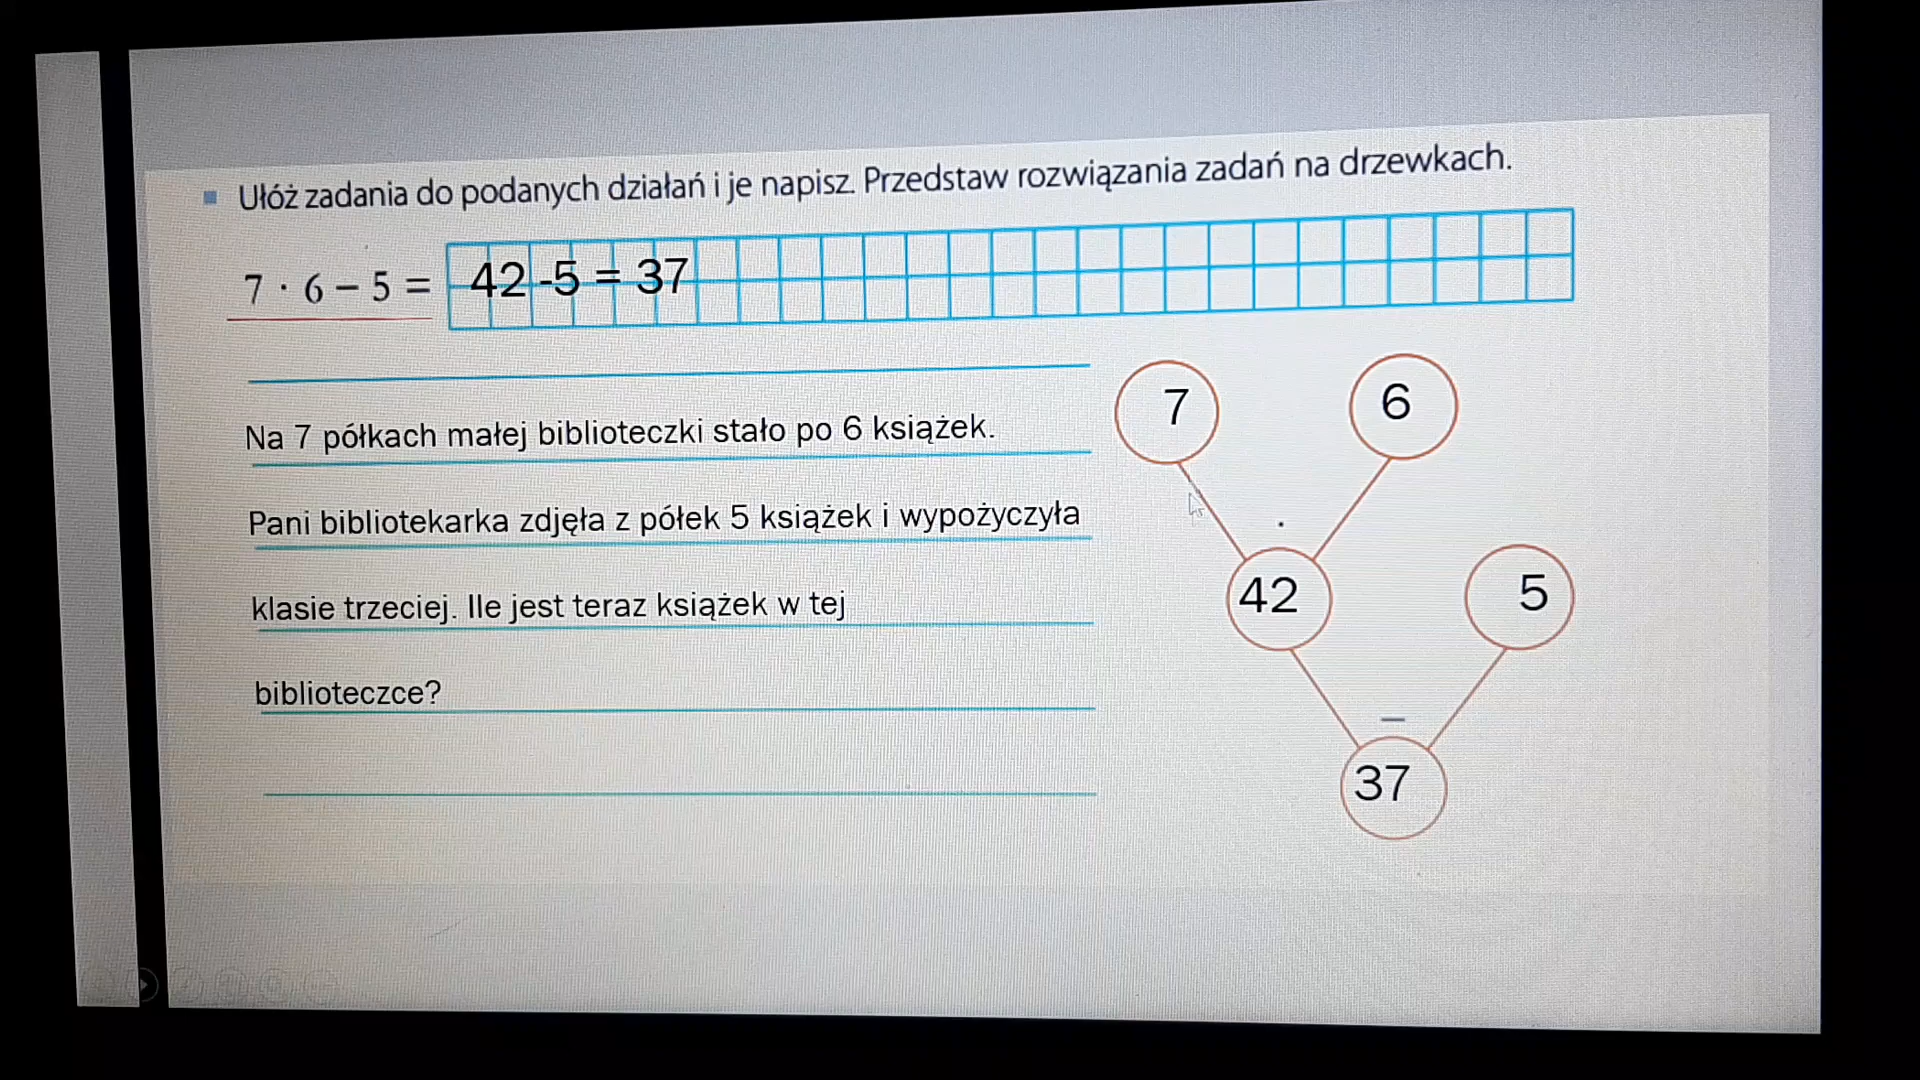 Ułóż zadania do podanych działań i je napisz. Przedstaw rozwiązania zadań na drzewkach.
7 · 6 – 5 = 42 -5 = 37
Na 7 półkach małej biblioteczki stało po 6 książek.
Pani bibliotekarka zdjęła z półek 5 książek i wypożyczyła
klasie trzeciej. Ile jest teraz książek w tej
biblioteczce?
7 6
·
42 5
–
37